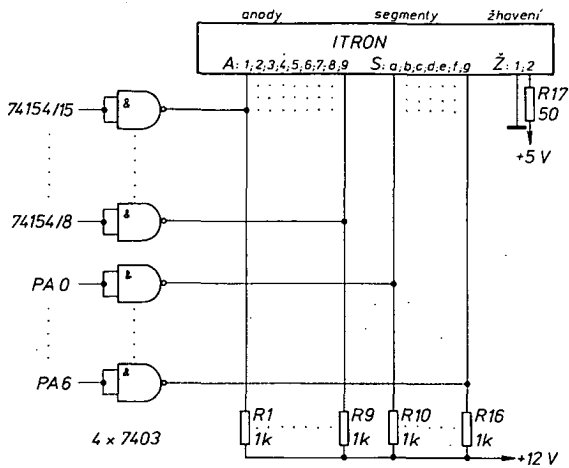 anody segmenty žhavení
ITRON
A: 1;2;3;4;5;6;7;8;9 S: a;b;c;d;e;f;g Ž: 1;2
R17
50
+5 V
74154/15 &
74154/8 &
PA 0 &
PA 6 &
4 x 7403
R1
1k
R9
1k
R10
1k
R16
1k
+12 V